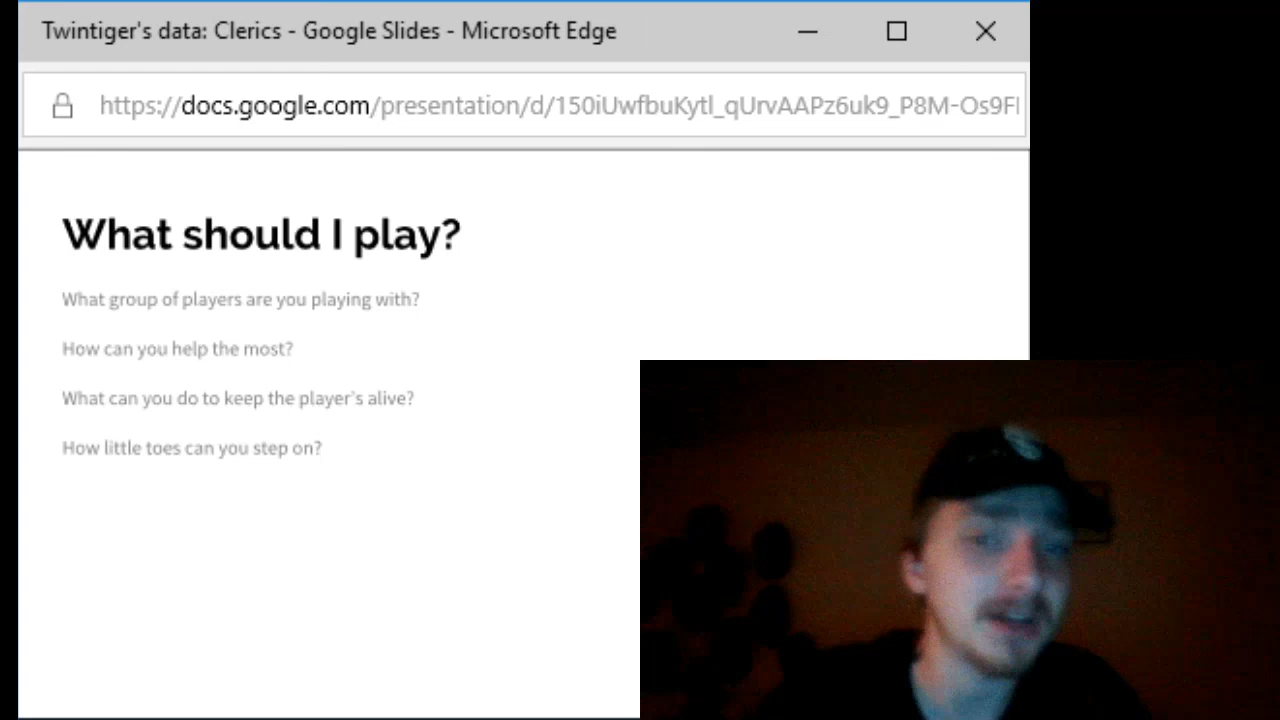 Twintiger's data: Clerics - Google Slides - Microsoft Edge
https://docs.google.com/presentation/d/150iUwfbuKytl_qUrvAAPz6uk9_P8M-Os9F
What should I play?
What group of players are you playing with?
How can you help the most?
What can you do to keep the player's alive?
How little toes can you step on?